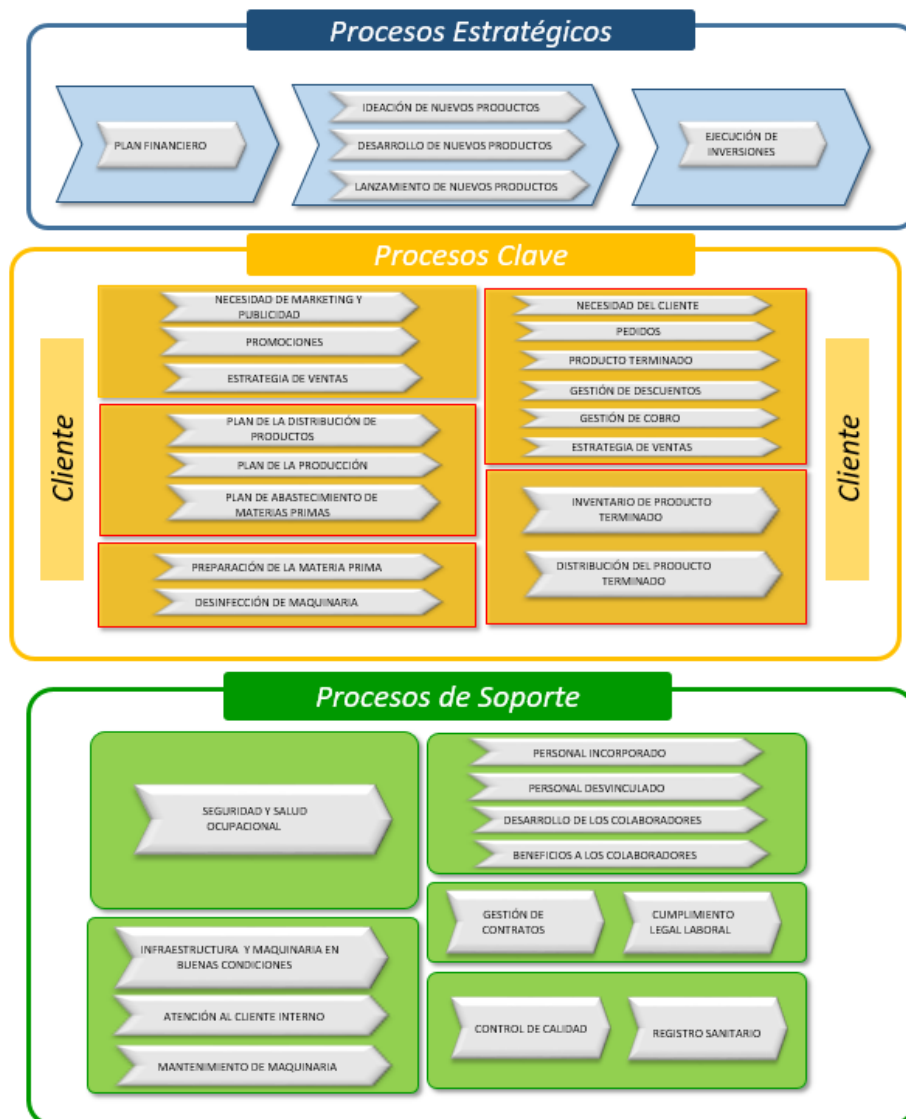 Procesos Estratégicos
PLAN FINANCIERO
IDEACIÓN DE NUEVOS PRODUCTOS
DESARROLLO DE NUEVOS PRODUCTOS
LANZAMIENTO DE NUEVOS PRODUCTOS
EJECUCIÓN DE
INVERSIONES
Procesos Clave
Cliente
NECESIDAD DE MARKETING Y
PUBLICIDAD
PROMOCIONES
ESTRATEGIA DE VENTAS
PLAN DE LA DISTRIBUCIÓN DE
PRODUCTOS
PLAN DE LA PRODUCCIÓN
PLAN DE ABASTECIMIENTO DE
MATERIAS PRIMAS
PREPARACIÓN DE LA MATERIA PRIMA
DESINFECCIÓN DE MAQUINARIA
NECESIDAD DEL CLIENTE
PEDIDOS
PRODUCTO TERMINADO
GESTIÓN DE DESCUENTOS
GESTIÓN DE COBRO
ESTRATEGIA DE VENTAS
INVENTARIO DE PRODUCTO
TERMINADO
DISTRIBUCIÓN DEL PRODUCTO
TERMINADO
Cliente
Procesos de Soporte
SEGURIDAD Y SALUD
OCUPACIONAL
INFRAESTRUCTURA Y MAQUINARIA EN
BUENAS CONDICIONES
ATENCIÓN AL CLIENTE INTERNO
MANTENIMIENTO DE MAQUINARIA
PERSONAL INCORPORADO
PERSONAL DESVINCULADO
DESARROLLO DE LOS COLABORADORES
BENEFICIOS A LOS COLABORADORES
GESTIÓN DE
CONTRATOS
CUMPLIMIENTO
LEGAL LABORAL
CONTROL DE CALIDAD
REGISTRO SANITARIO